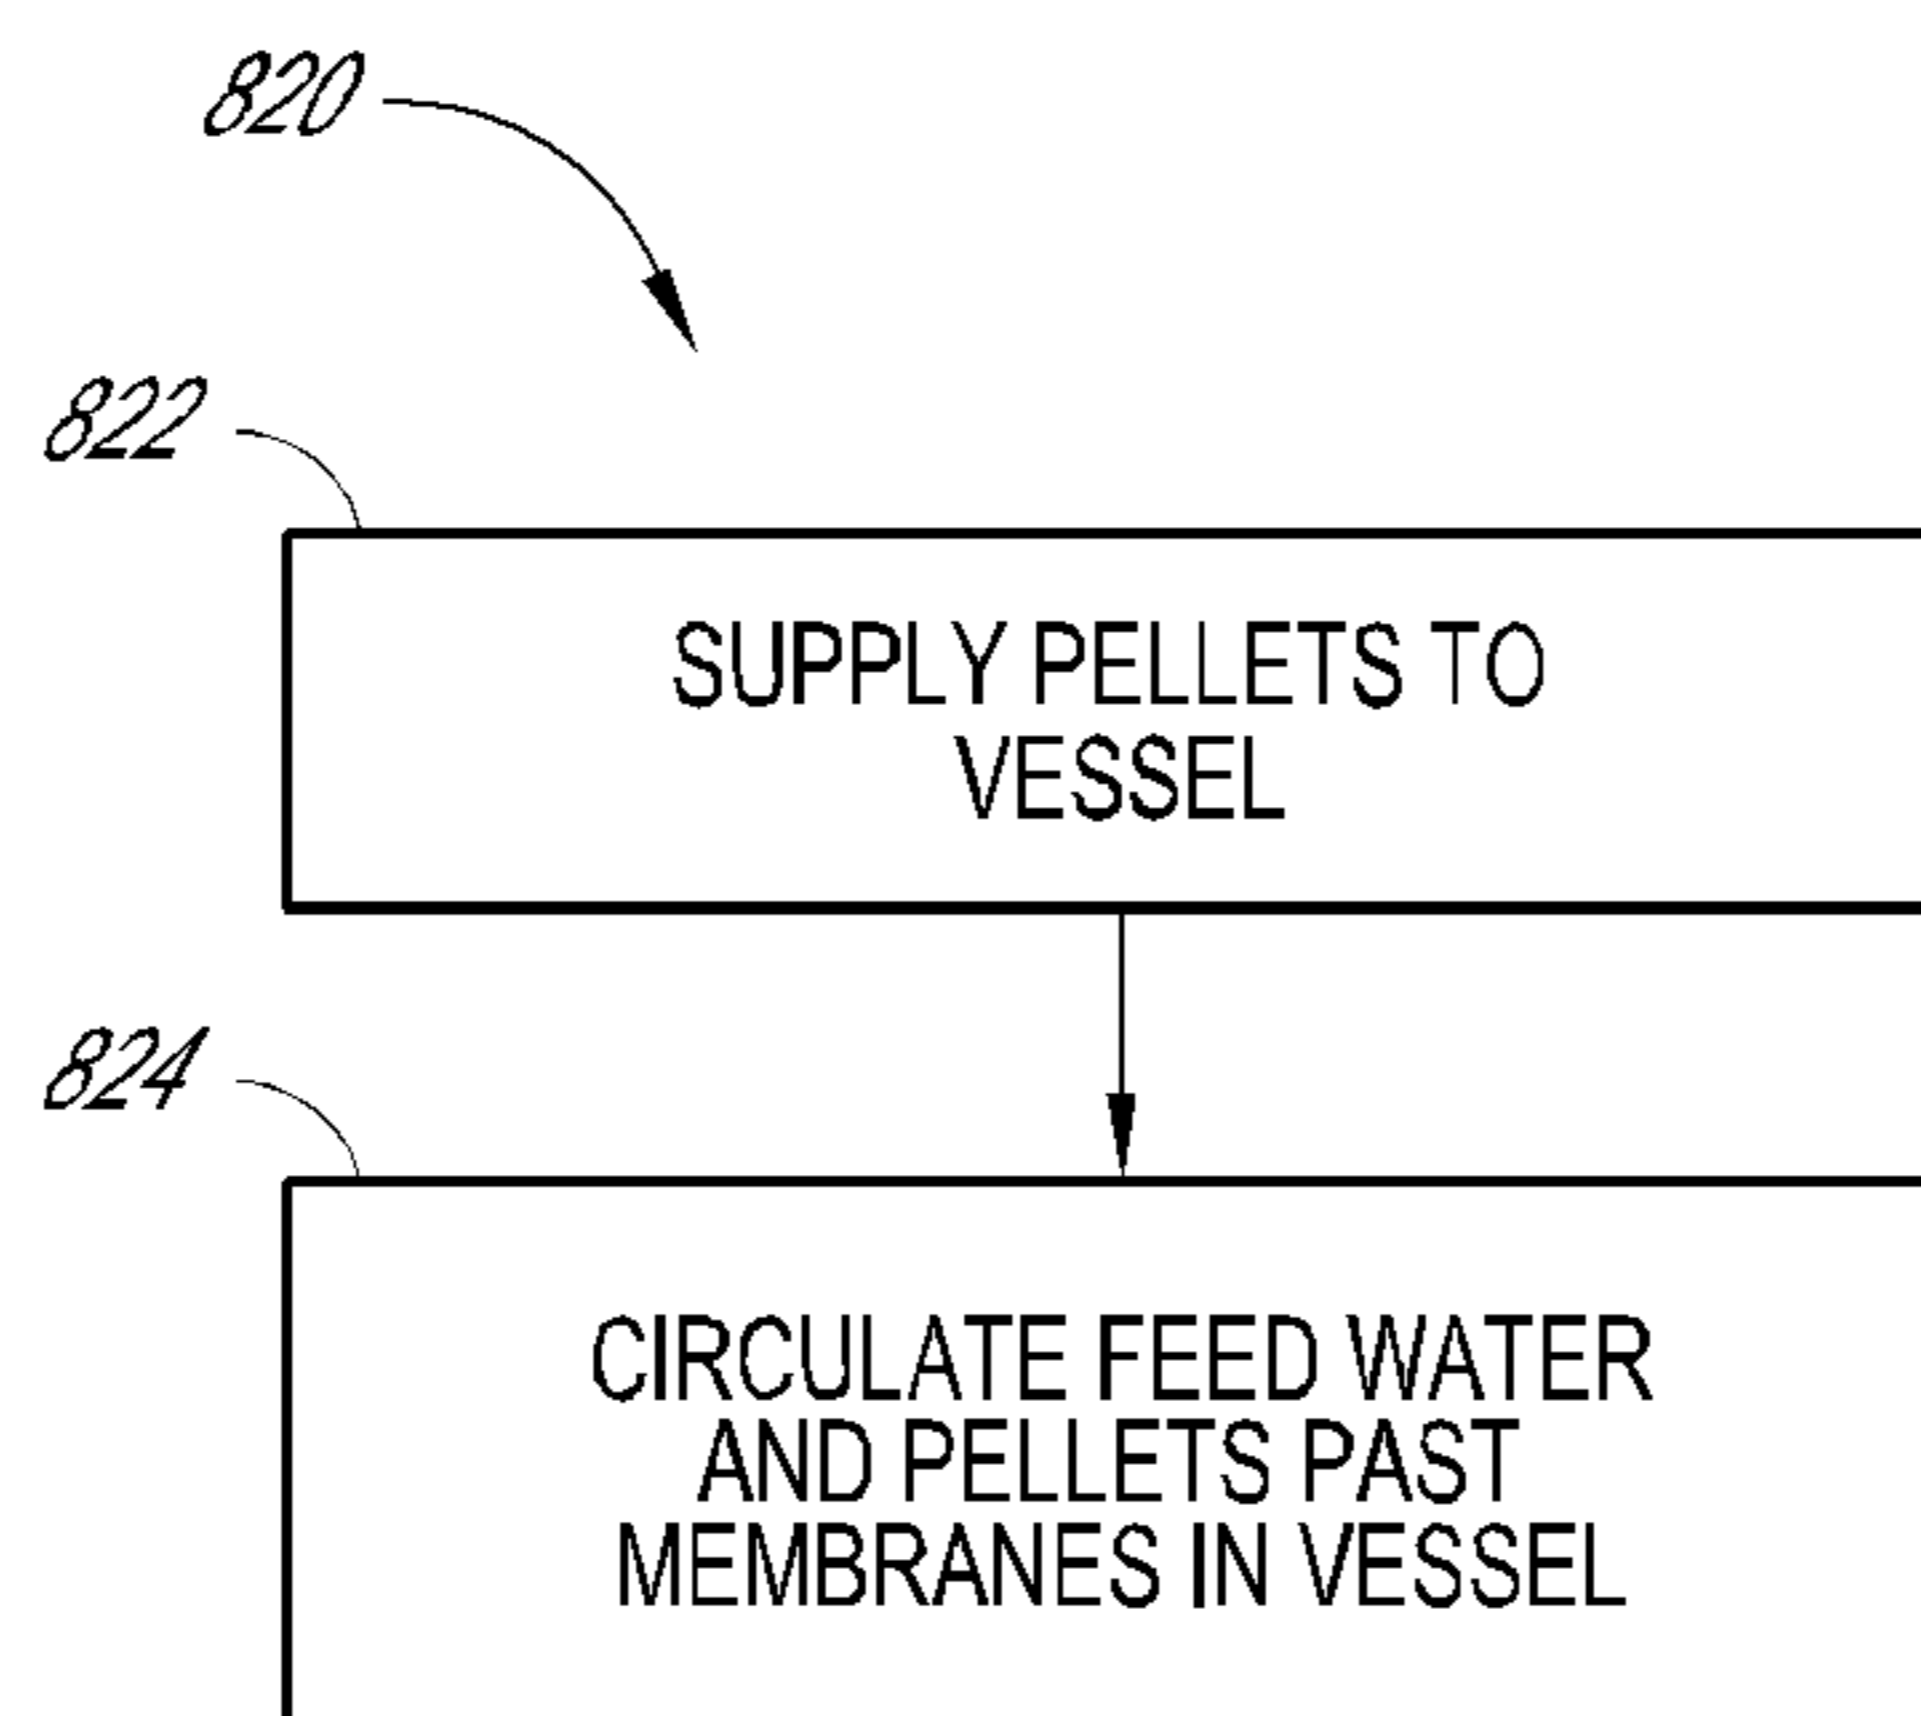 820
822
SUPPLY PELLETS TO
VESSEL
824
CIRCULATE FEED WATER
AND PELLETS PAST
MEMBRANES IN VESSEL